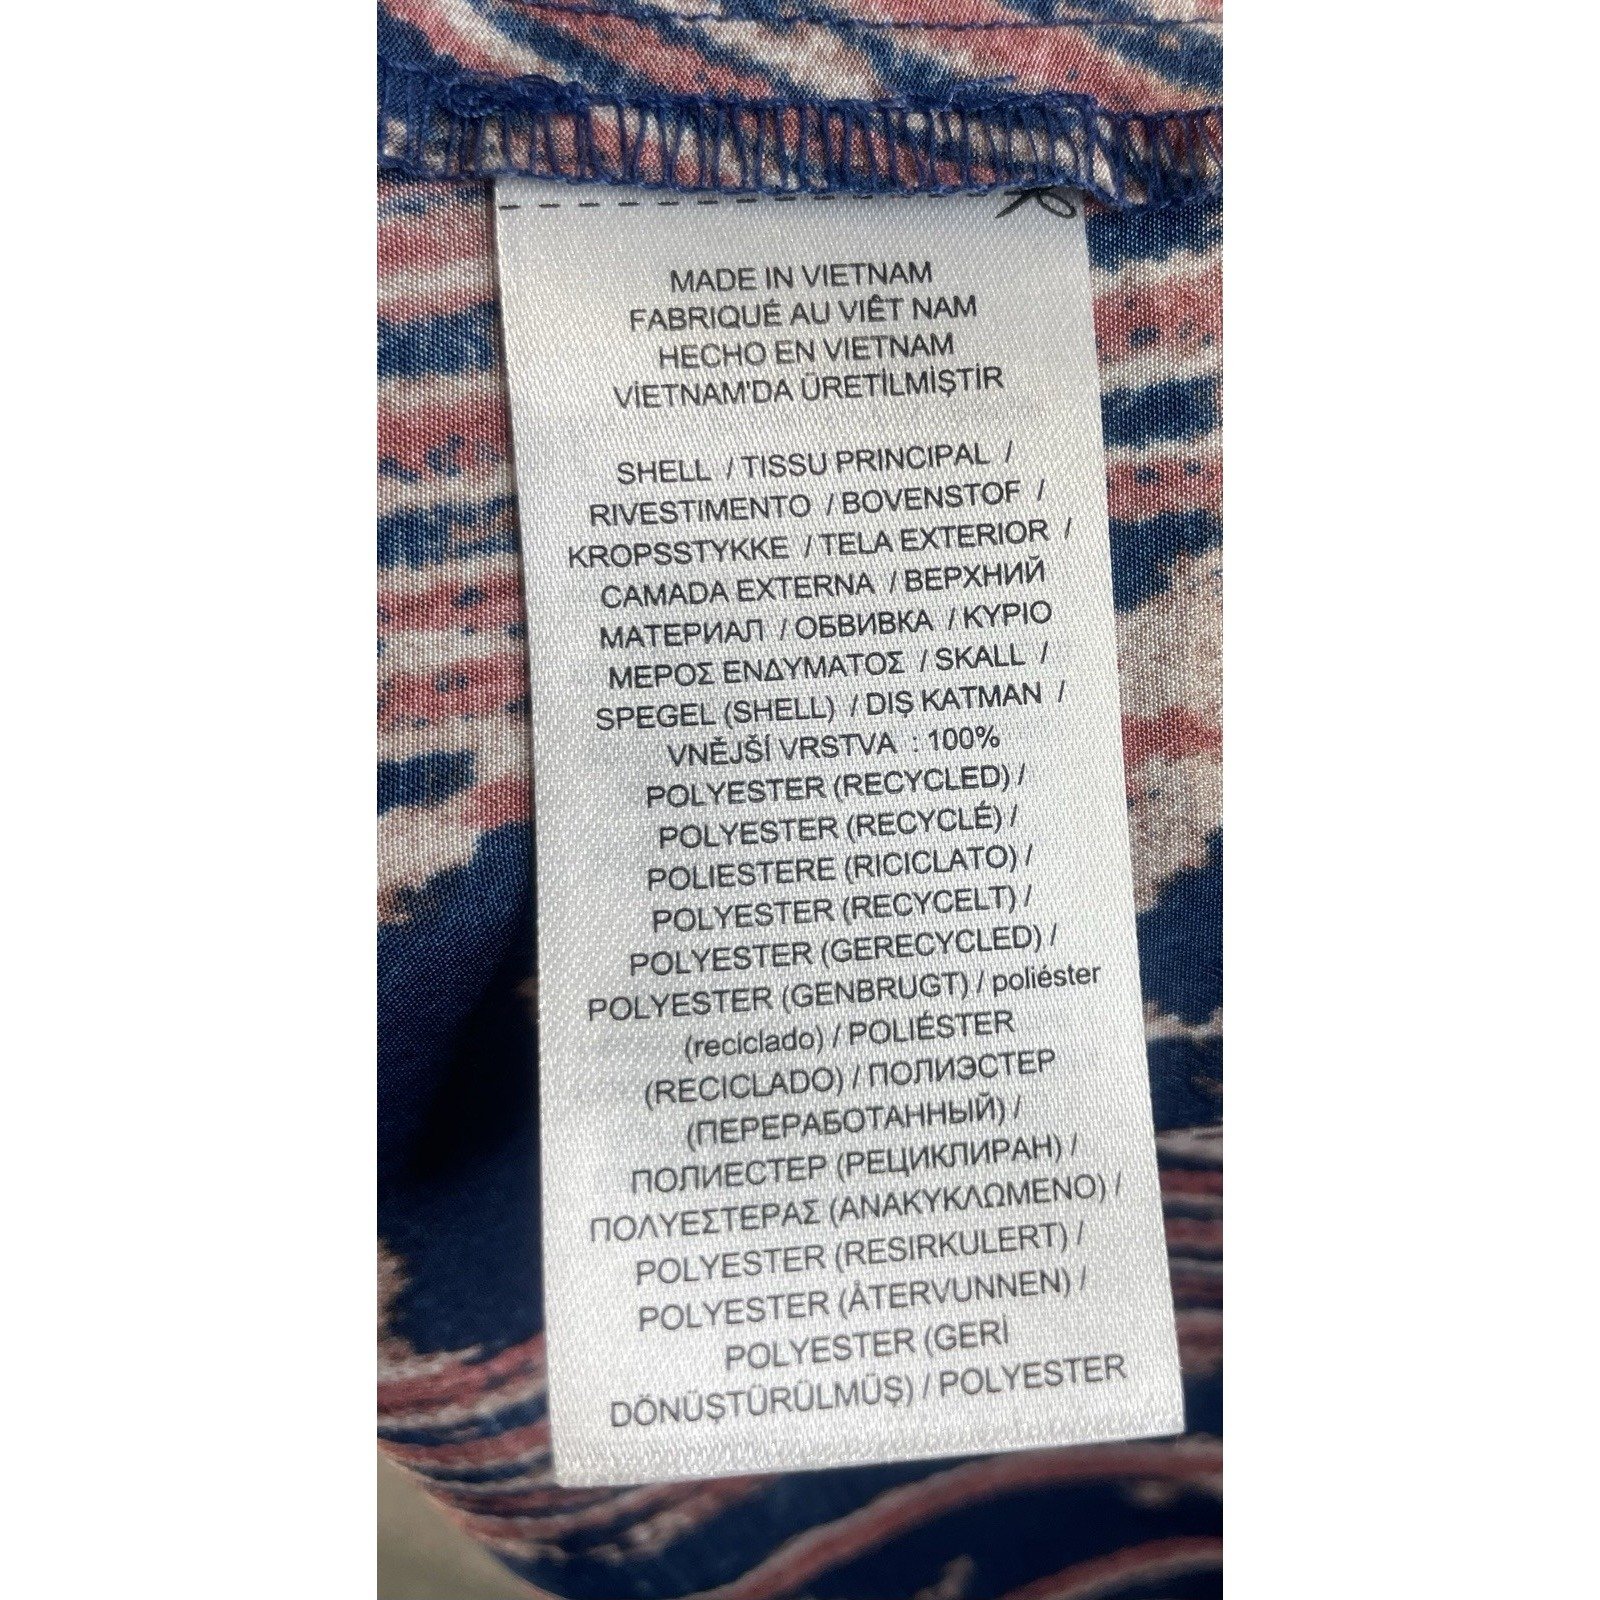 MADE IN VIETNAM
FABRIQUÉ AU VIÊT NAM
HECHO EN VIETNAM
VİETNAM'DA ÜRETİLMİŞTİR
SHELL / TISSU PRINCIPAL /
RIVESTIMENTO / BOVENSTOF /
KROPSSTYKKE / TELA EXTERIOR /
CAMADA EXTERNA / ВЕРХНИЙ
МАТЕРИАЛ / ОБВИВКА / ΚΥΡΙΟ
ΜΕΡΟΣ ΕΝΔΥΜΑΤΟΣ / SKALL /
SPEGEL (SHELL) / DIŞ KATMAN /
VNĚJŠÍ VRSTVA : 100%
POLYESTER (RECYCLED) /
POLYESTER (RECYCLÉ) /
POLIESTERE (RICICLATO) /
POLYESTER (RECYCELT) /
POLYESTER (GERECYCLED) /
POLYESTER (GENBRUGT) / poliéster
(reciclado) / POLIÉSTER
(RECICLADO) / ПОЛИЭСТЕР
(ПЕРЕРАБОТАННЫЙ) /
ПОЛИЕСТЕР (РЕЦИКЛИРАН) /
ΠΟΛΥΕΣΤΕΡΑΣ (ΑΝΑΚΥΚΛΩΜΕΝΟ) /
POLYESTER (RESIRKULERT) /
POLYESTER (ÅTERVUNNEN) /
POLYESTER (GERİ
DÖNÜŞTÜRÜLMÜŞ) / POLYESTER